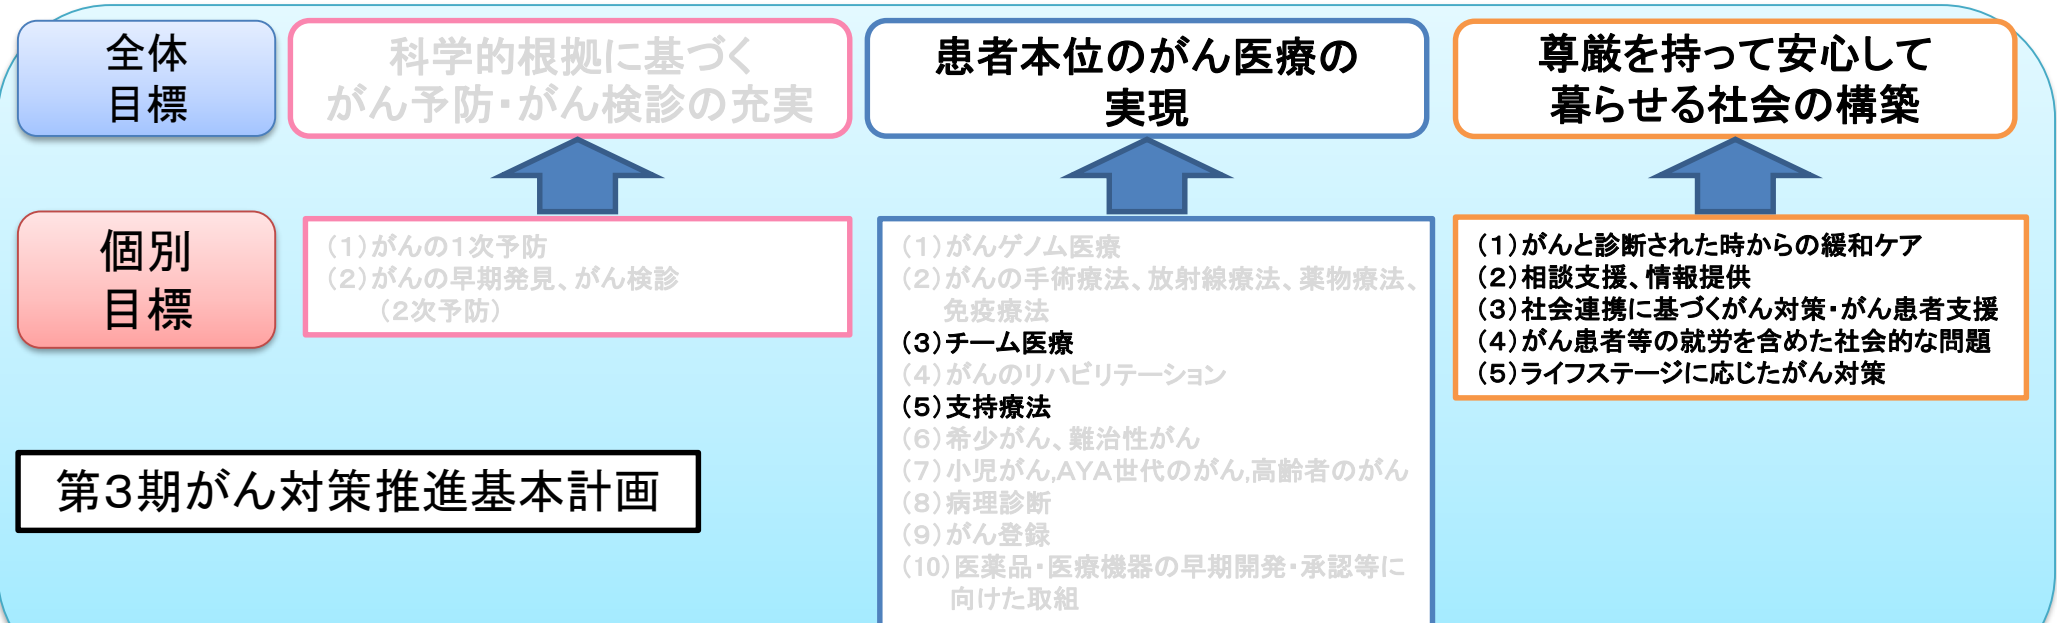 全体
目標
科学的根拠に基づく
がん予防・がん検診の充実
患者本位のがん医療の
実現
尊厳を持って安心して
暮らせる社会の構築
個別
目標
(1)がんの1次予防
(2)がんの早期発見、がん検診
(2次予防)
(1)がんゲノム医療
(2)がんの手術療法、放射線療法、薬物療法、
免疫療法
(3)チーム医療
(4)がんのリハビリテーション
(5)支持療法
(6)希少がん、難治性がん
(7)小児がん,AYA世代のがん,高齢者のがん
(8)病理診断
(9)がん登録
(10)医薬品・医療機器の早期開発・承認等に
向けた取組
(1)がんと診断された時からの緩和ケア
(2)相談支援、情報提供
(3)社会連携に基づくがん対策・がん患者支援
(4)がん患者等の就労を含めた社会的な問題
(5)ライフステージに応じたがん対策
第3期がん対策推進基本計画